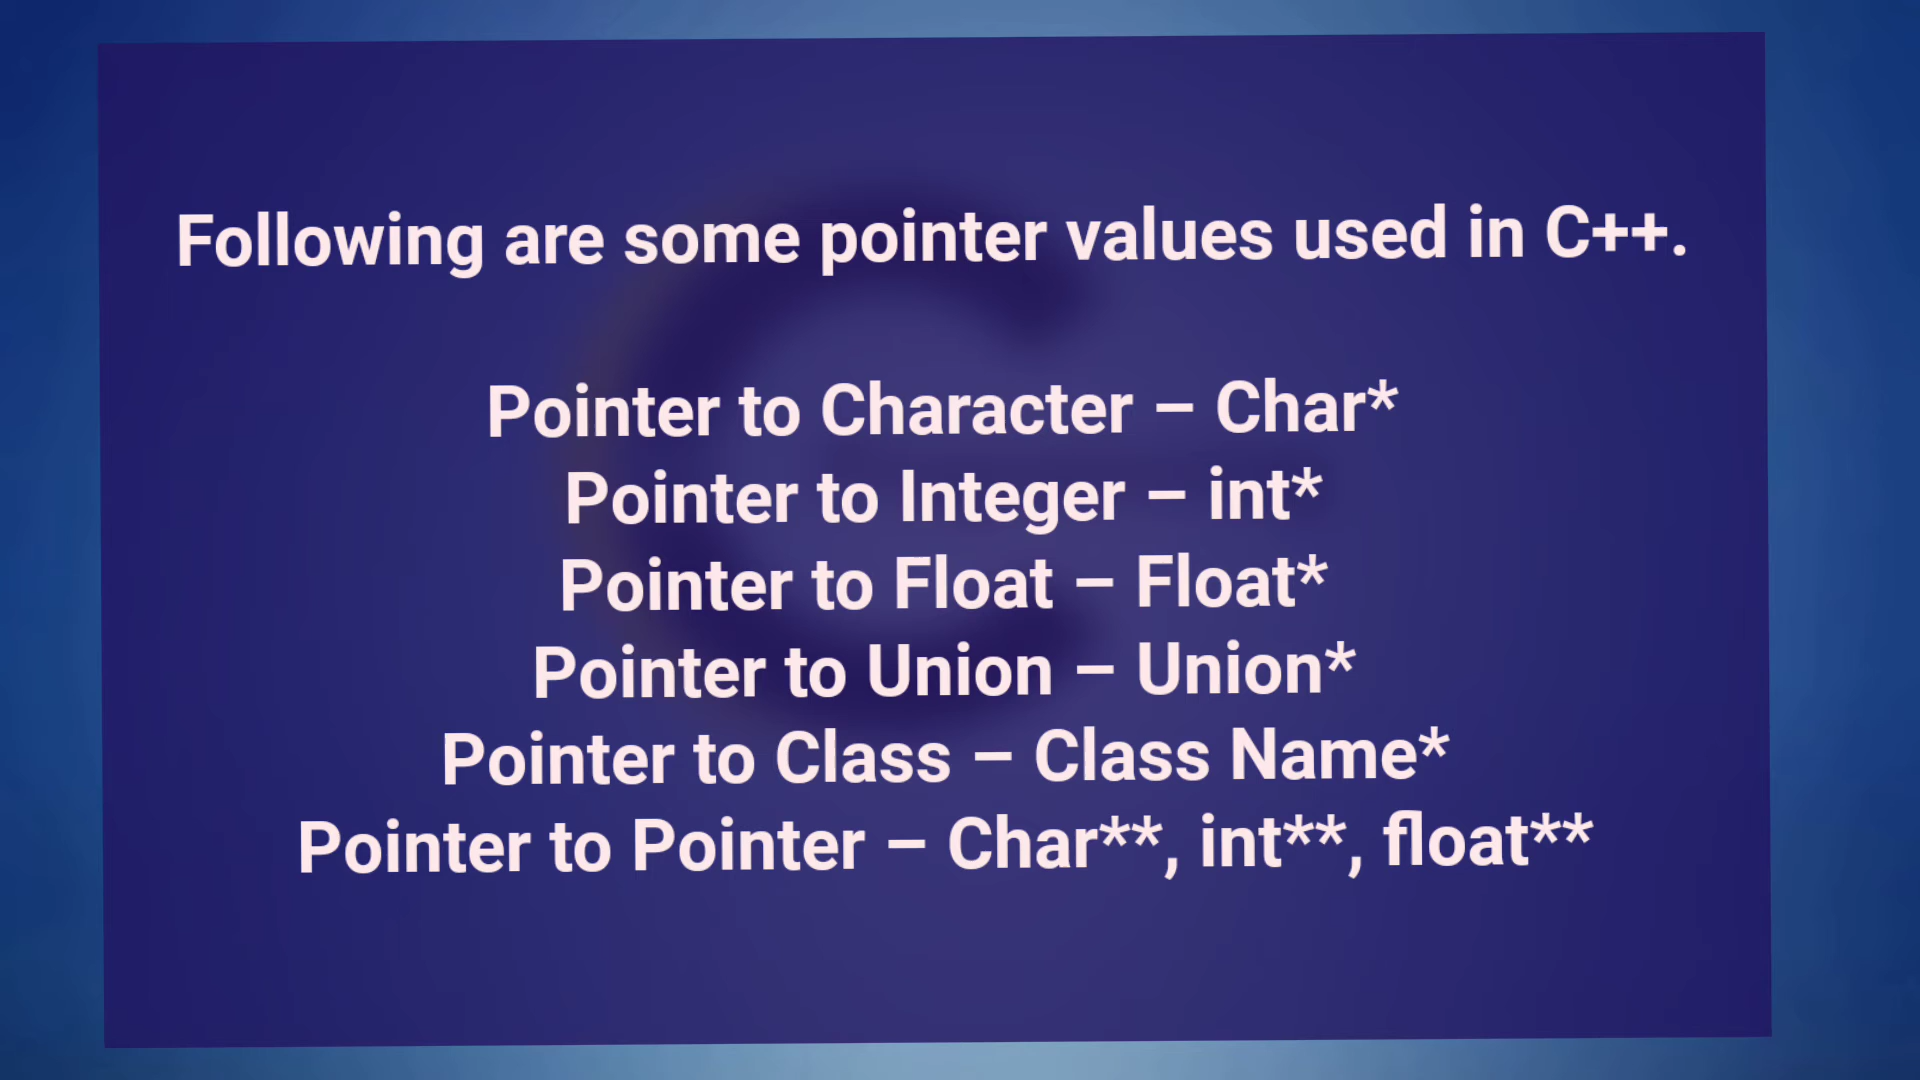 Following are some pointer values used in C++.
Pointer to Character – Char*
Pointer to Integer – int*
Pointer to Float – Float*
Pointer to Union – Union*
Pointer to Class – Class Name*
Pointer to Pointer – Char**, int**, float**